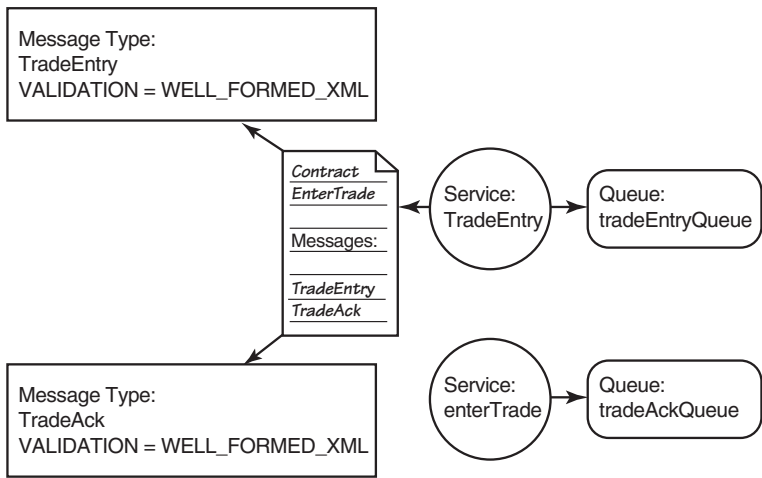 Message Type:
TradeEntry
VALIDATION = WELL_FORMED_XML
Contract
EnterTrade
Messages:
TradeEntry
TradeAck
Service:
TradeEntry
Queue:
tradeEntryQueue
Message Type:
TradeAck
VALIDATION = WELL_FORMED_XML
Service:
enterTrade
Queue:
tradeAckQueue